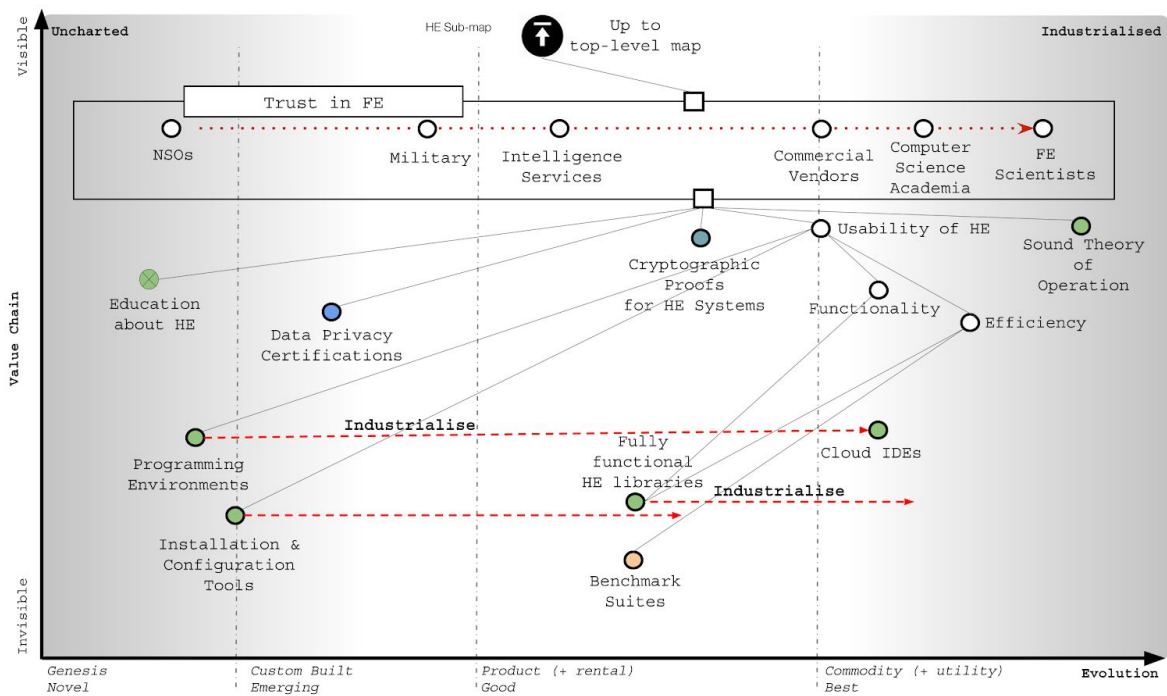 Visible
Uncharted
HE Sub-map
Up to
top-level map
Industrialised
Trust in FE
NSOs
Military
Intelligence
Services
Commercial
Vendors
Computer
Science
Academia
FE
Scientists
Usability of HE
Sound Theory
of
Operation
Cryptographic
Proofs
for HE Systems
Education
about HE
Data Privacy
Certifications
Functionality
Efficiency
Value Chain
Industrialise
Programming
Environments
Fully
functional
HE libraries
Cloud IDEs
Industrialise
Installation &
Configuration
Tools
Benchmark
Suites
Invisible
Genesis
Novel
Custom Built
Emerging
Product (+ rental)
Good
Commodity (+ utility)
Best
Evolution